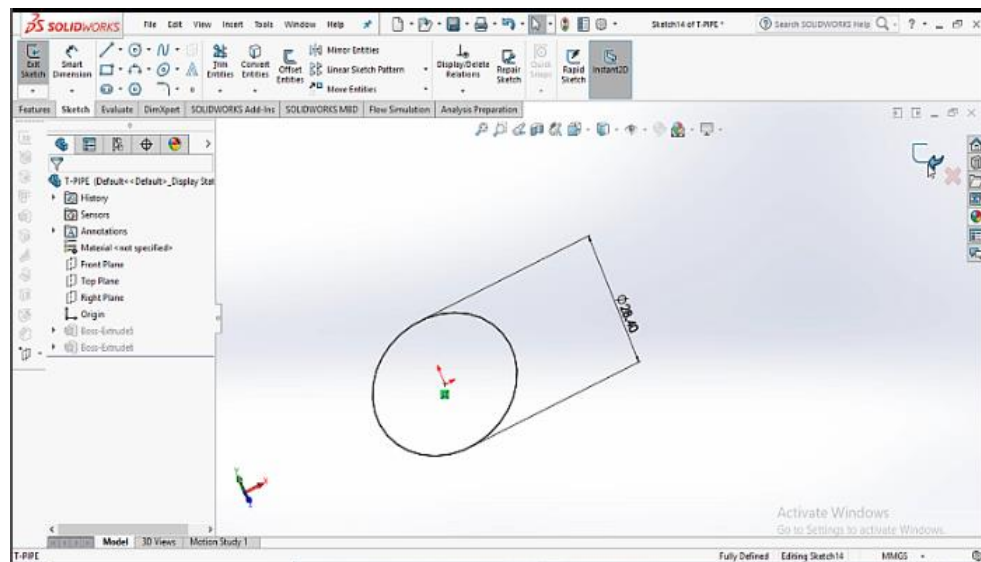 SOLIDWORKS File Edit View Insert Tools Window Help Sketch14 of T-PIPE * Search SOLIDWORKS Help
Exit Sketch
Smart Dimension
Trim Entities
Convert Entities
Offset Entities
Mirror Entities
Linear Sketch Pattern
Move Entities
Display/Delete Relations
Repair Sketch
Quick Snaps
Rapid Sketch
Instant2D
Features Sketch Evaluate DimXpert SOLIDWORKS Add-Ins SOLIDWORKS MBD Flow Simulation Analysis Preparation
T-PIPE (Default<<Default>_Display Stat
History
Sensors
Annotations
Material <not specified>
Front Plane
Top Plane
Right Plane
Origin
Boss-Extrude5
Boss-Extrude6
Φ28.40
Activate Windows
Go to Settings to activate Windows.
Model 3D Views Motion Study 1
T-PIPE Fully Defined Editing Sketch14 MMGS